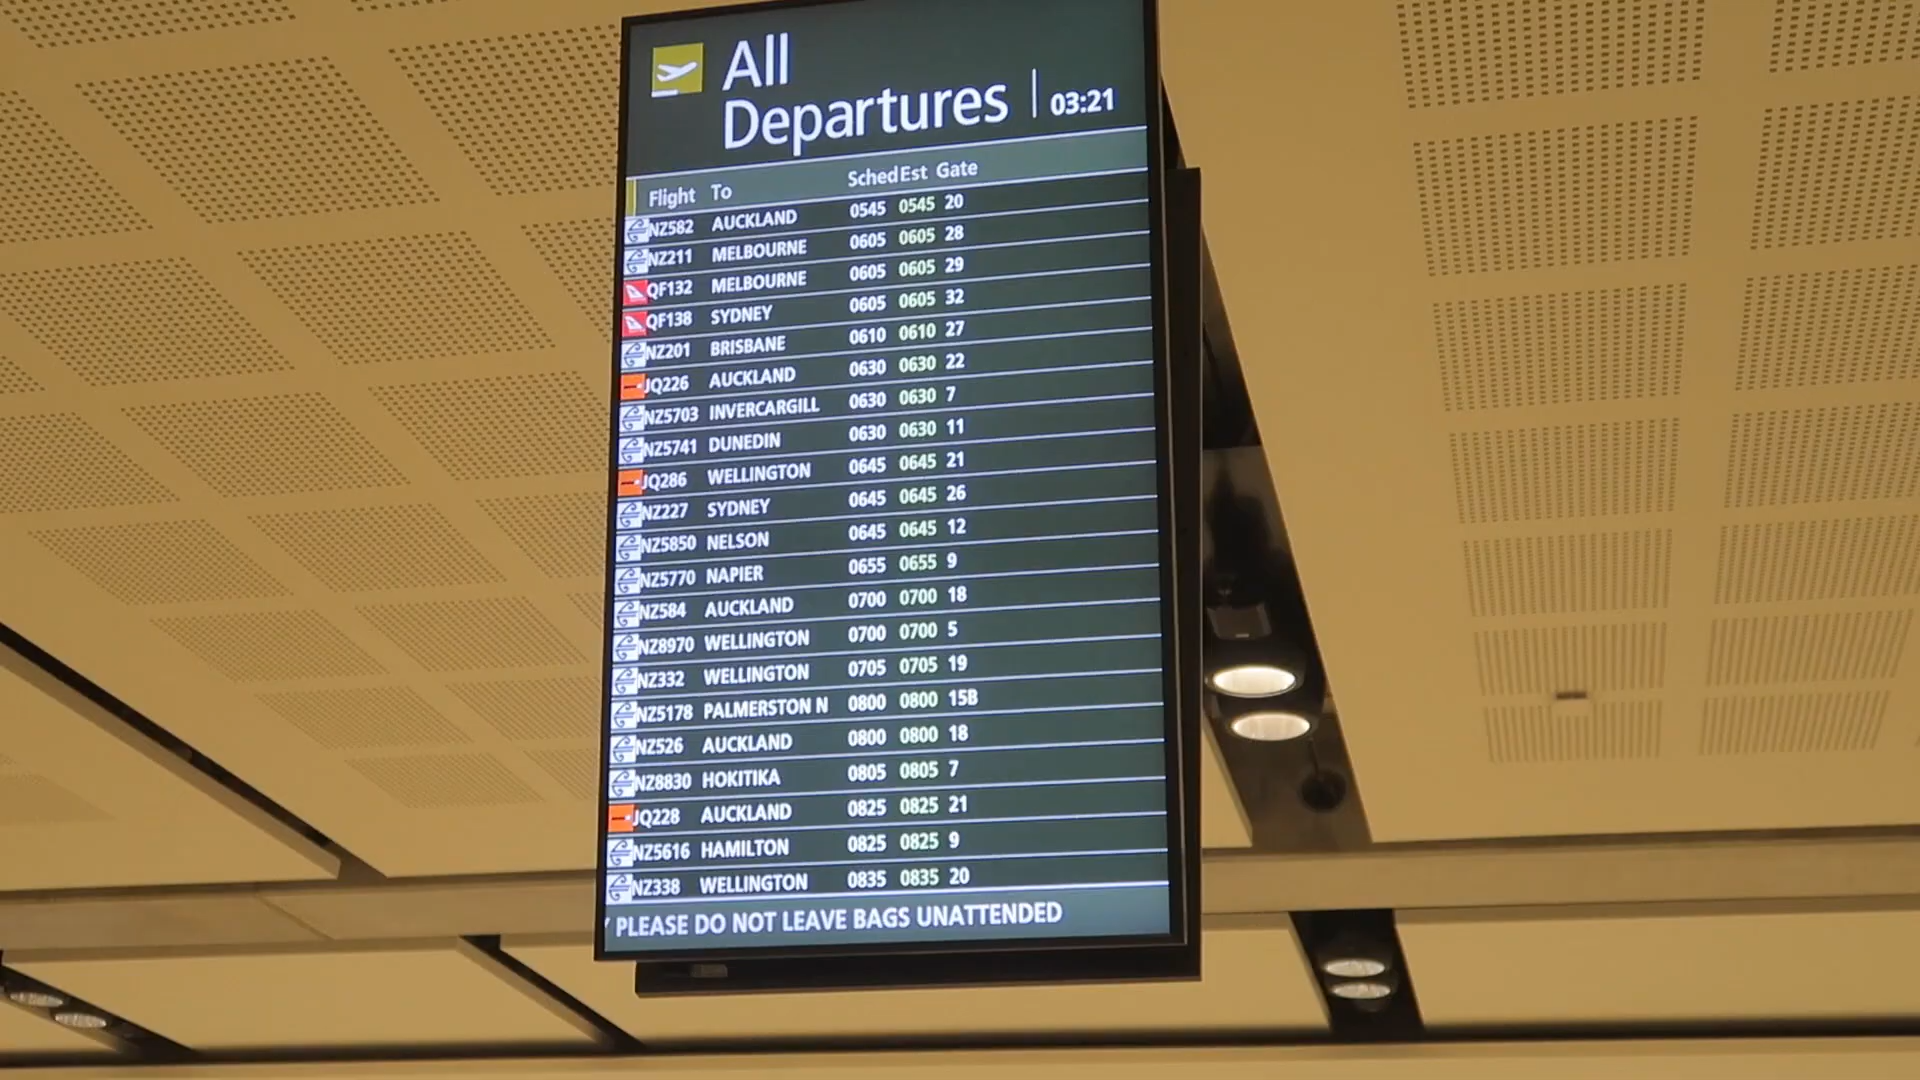 All
Departures | 03:21
Flight To Sched Est Gate
NZ582 AUCKLAND 0545 0545 20
NZ211 MELBOURNE 0605 0605 28
QF132 MELBOURNE 0605 0605 29
QF138 SYDNEY 0605 0605 32
NZ201 BRISBANE 0610 0610 27
JQ226 AUCKLAND 0630 0630 22
NZ5703 INVERCARGILL 0630 0630 7
NZ5741 DUNEDIN 0630 0630 11
JQ286 WELLINGTON 0645 0645 21
NZ227 SYDNEY 0645 0645 26
NZ5850 NELSON 0645 0645 12
NZ5770 NAPIER 0655 0655 9
NZ584 AUCKLAND 0700 0700 18
NZ8970 WELLINGTON 0700 0700 5
NZ332 WELLINGTON 0705 0705 19
NZ5178 PALMERSTON N 0800 0800 15B
NZ526 AUCKLAND 0800 0800 18
NZ8830 HOKITIKA 0805 0805 7
JQ228 AUCKLAND 0825 0825 21
NZ5616 HAMILTON 0825 0825 9
NZ338 WELLINGTON 0835 0835 20
PLEASE DO NOT LEAVE BAGS UNATTENDED